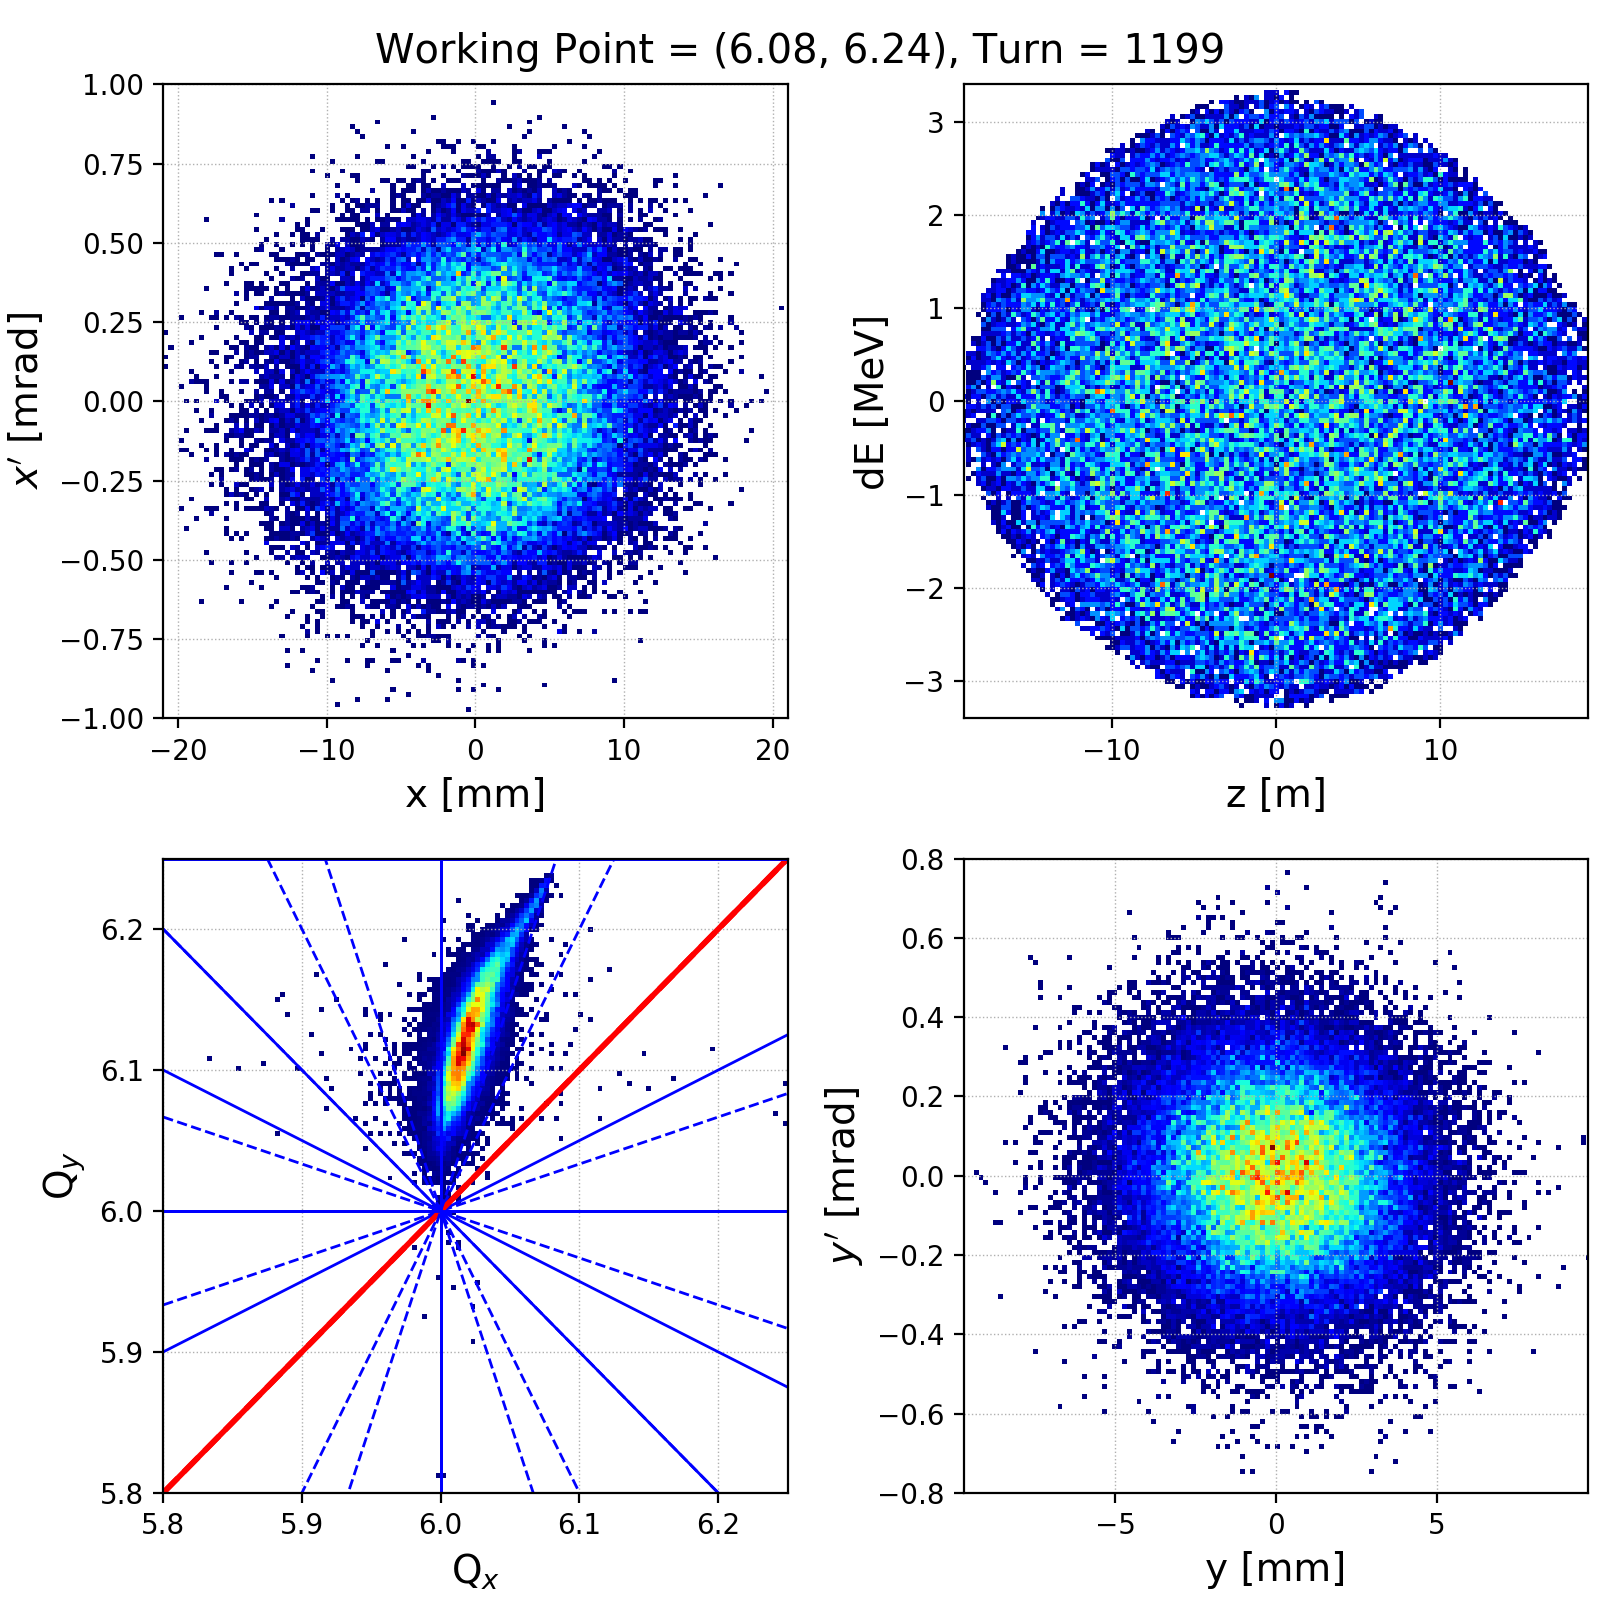 Working Point = (6.08, 6.24), Turn = 1199
1.00
0.75
0.50
0.25
0.00
−0.25
−0.50
−0.75
−1.00
x′ [mrad]
−20 −10 0 10 20
x [mm]
3
2
1
0
−1
−2
−3
dE [MeV]
−10 0 10
z [m]
6.2
6.1
6.0
5.9
5.8
Qy
5.8 5.9 6.0 6.1 6.2
Qx
0.8
0.6
0.4
0.2
0.0
−0.2
−0.4
−0.6
−0.8
y′ [mrad]
−5 0 5
y [mm]